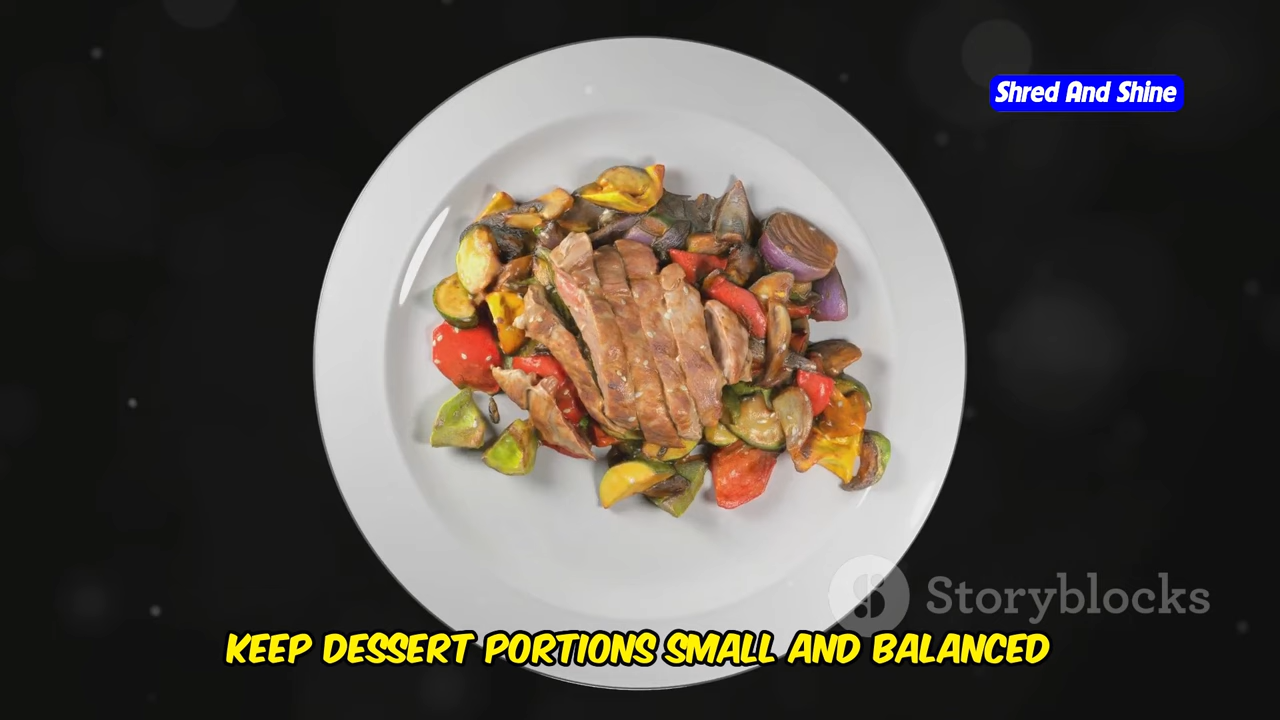 Shred And Shine
Storyblocks
KEEP DESSERT PORTIONS SMALL AND BALANCED